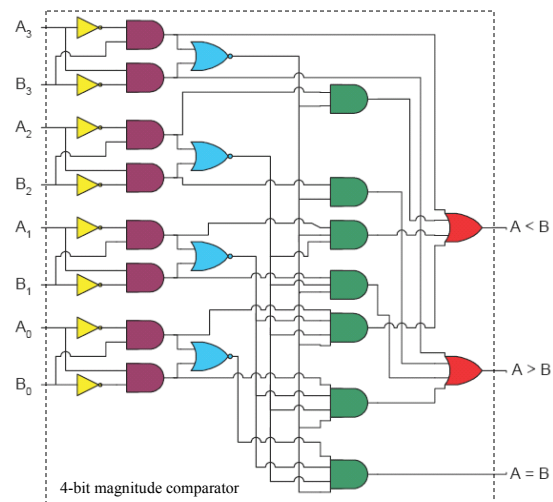 A₃
B₃
A₂
B₂
A₁
B₁
A₀
B₀
A < B
A > B
A = B
4-bit magnitude comparator